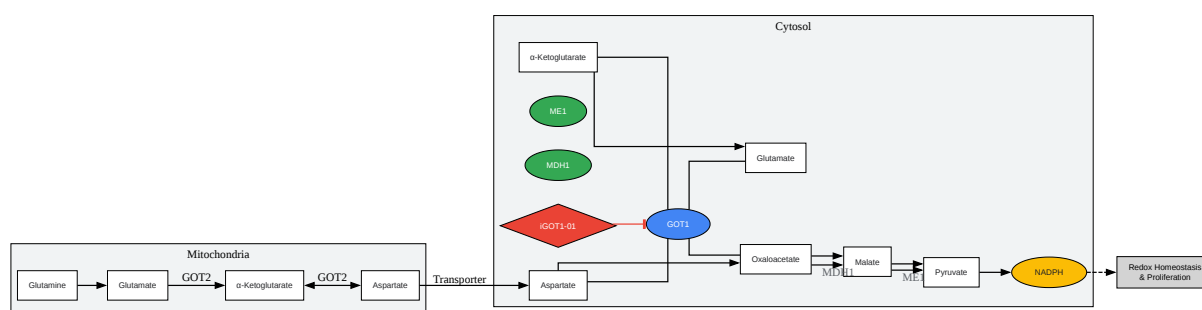 Cytosol
α-Ketoglutarate
ME1
MDH1
Glutamate
iGOT1-01
GOT1
Mitochondria
Glutamine
Glutamate
GOT2
α-Ketoglutarate
GOT2
Aspartate
Transporter
Aspartate
Oxaloacetate
MDH1
Malate
ME1
Pyruvate
NADPH
Redox Homeostasis
& Proliferation